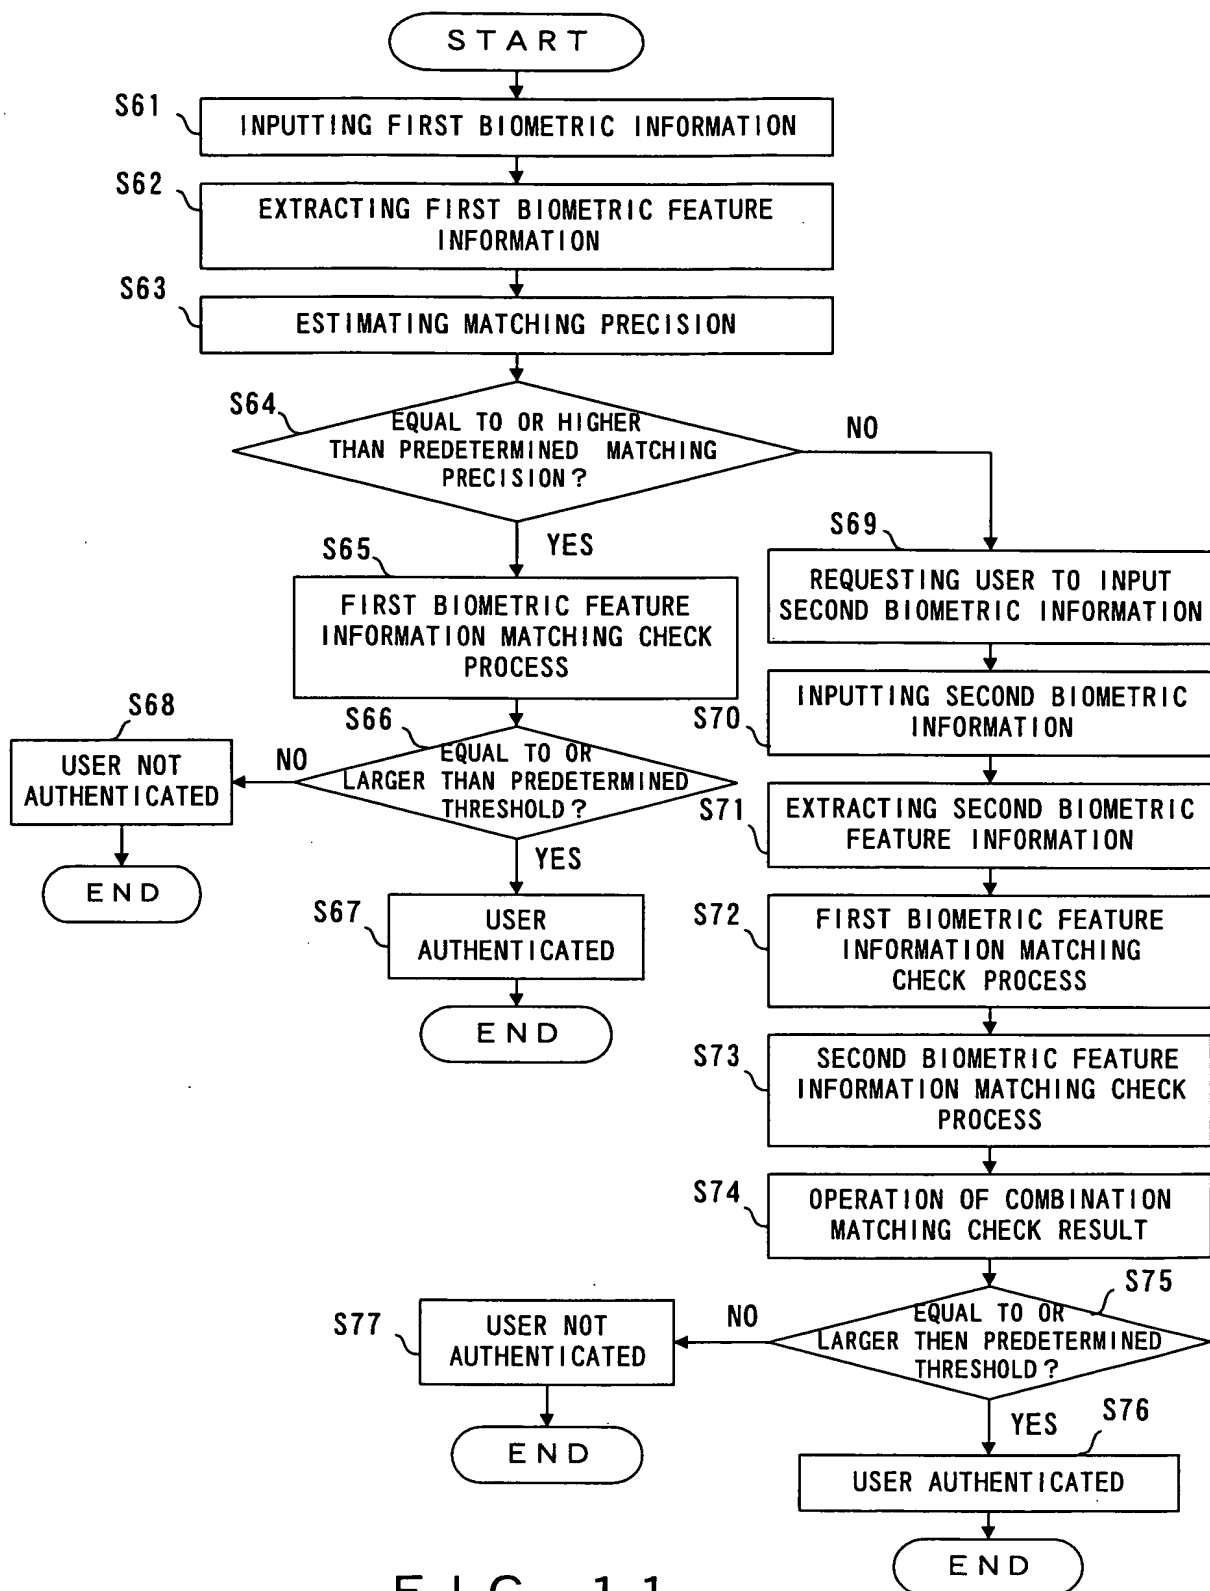 START
S61
INPUTTING FIRST BIOMETRIC INFORMATION
S62
EXTRACTING FIRST BIOMETRIC FEATURE
INFORMATION
S63
ESTIMATING MATCHING PRECISION
S64
EQUAL TO OR HIGHER
THAN PREDETERMINED MATCHING
PRECISION?
NO
YES
S65
FIRST BIOMETRIC FEATURE
INFORMATION MATCHING CHECK
PROCESS
S66
EQUAL TO OR
LARGER THAN PREDETERMINED
THRESHOLD?
NO
S68
USER NOT
AUTHENTICATED
END
YES
S67
USER
AUTHENTICATED
END
S69
REQUESTING USER TO INPUT
SECOND BIOMETRIC INFORMATION
S70
INPUTTING SECOND BIOMETRIC
INFORMATION
S71
EXTRACTING SECOND BIOMETRIC
FEATURE INFORMATION
S72
FIRST BIOMETRIC FEATURE
INFORMATION MATCHING
CHECK PROCESS
S73
SECOND BIOMETRIC FEATURE
INFORMATION MATCHING CHECK
PROCESS
S74
OPERATION OF COMBINATION
MATCHING CHECK RESULT
S75
EQUAL TO OR
LARGER THEN PREDETERMINED
THRESHOLD?
NO
S77
USER NOT
AUTHENTICATED
END
YES
S76
USER AUTHENTICATED
END
FIG. 11